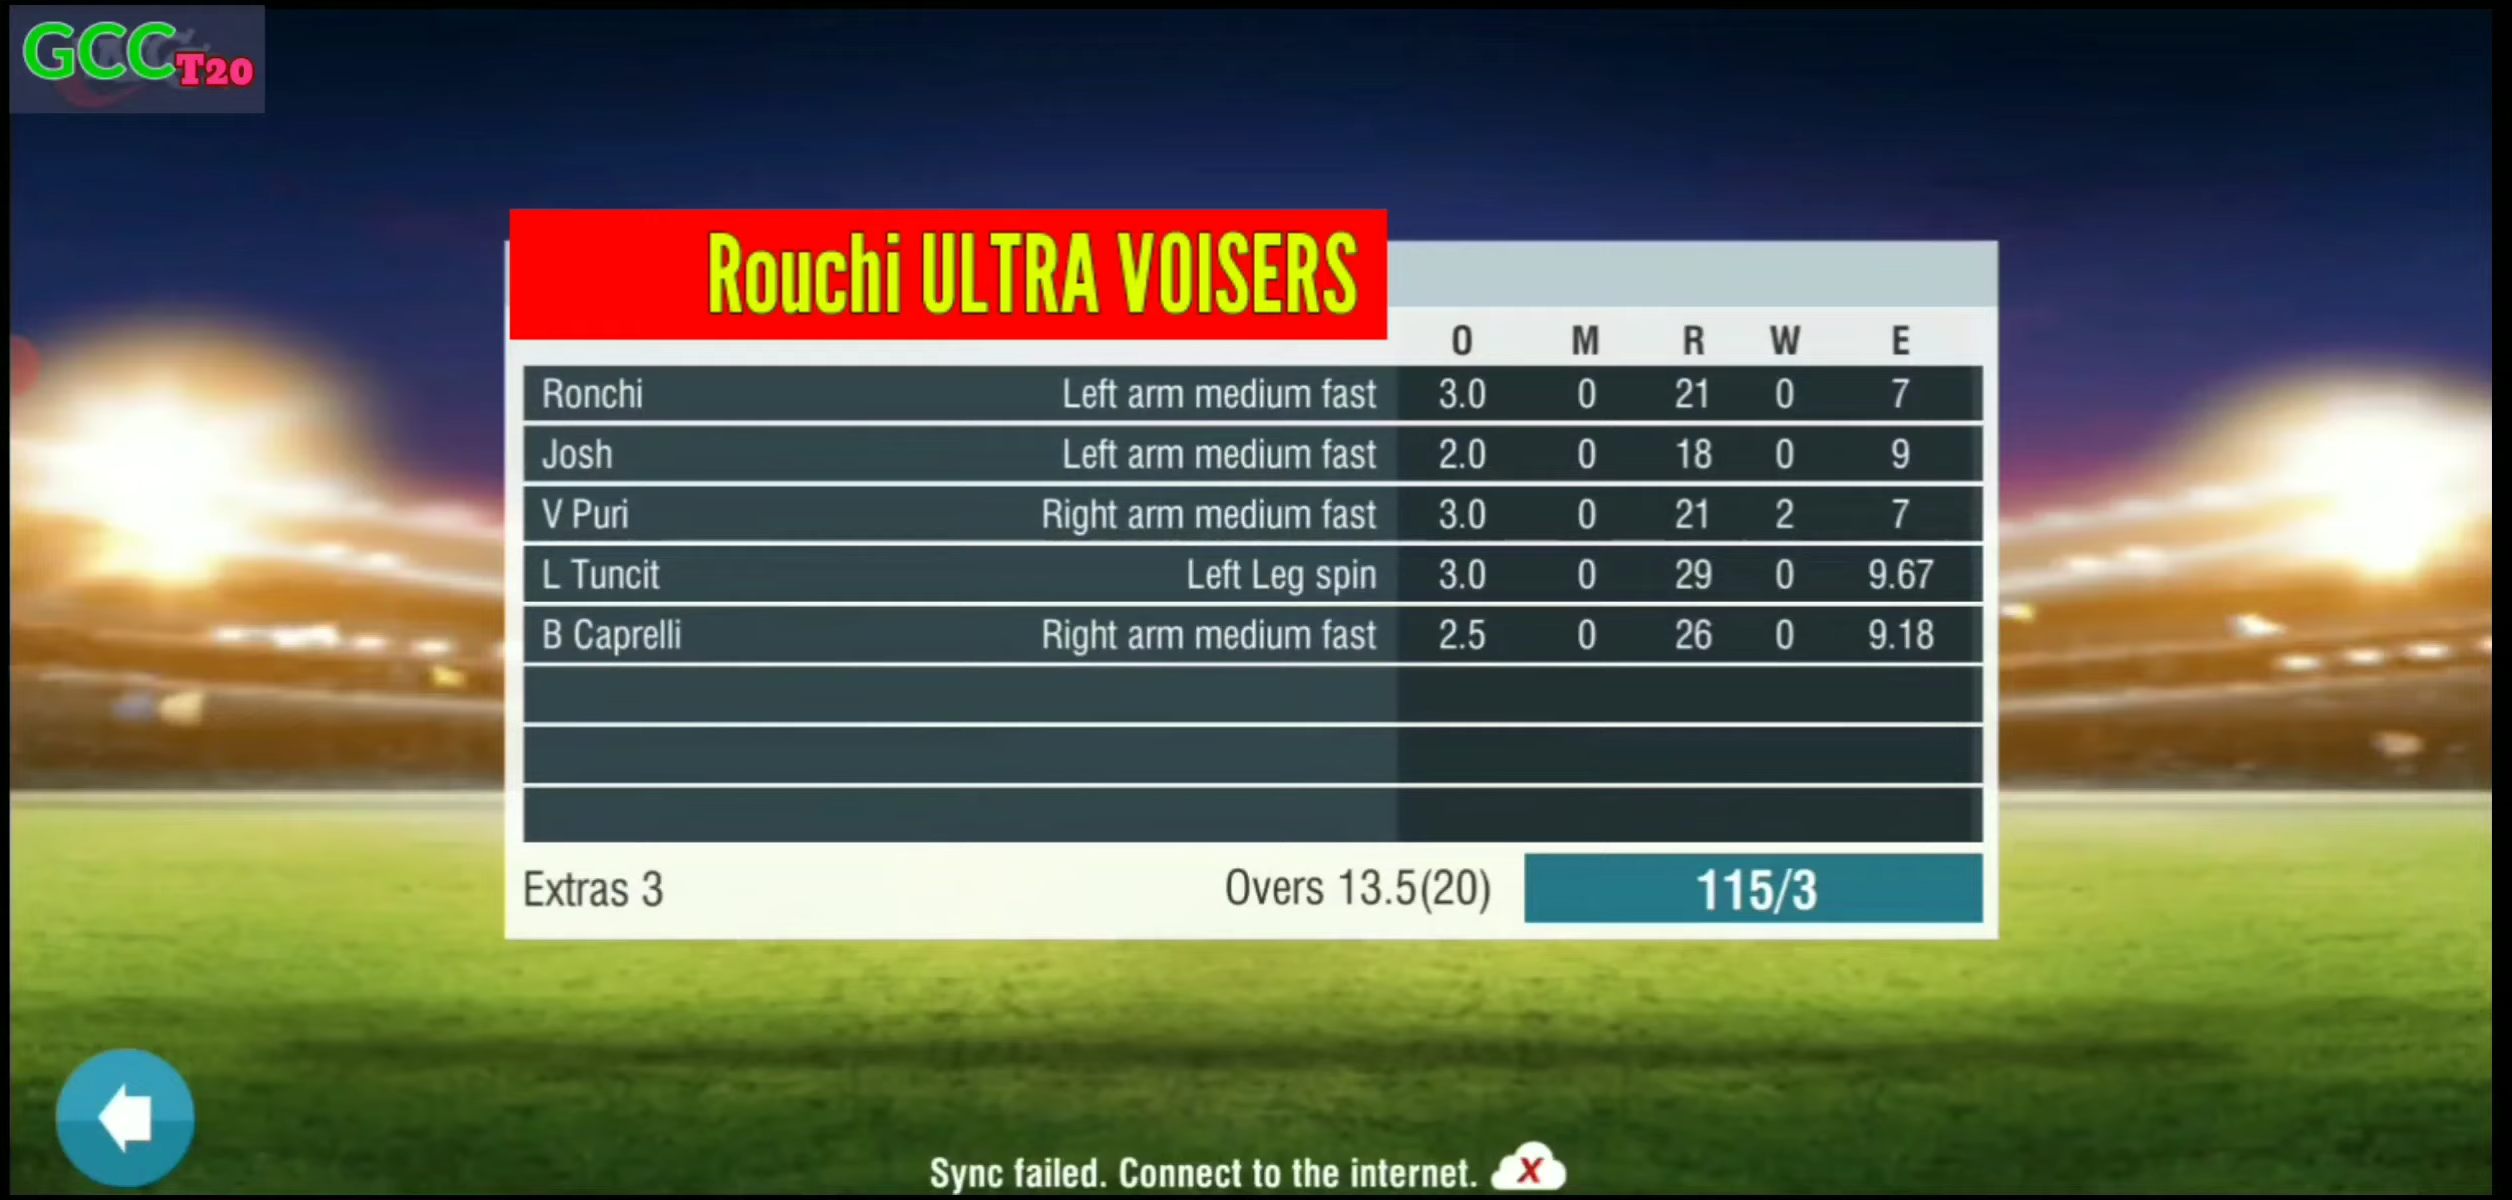 GCC T20
Rouchi ULTRA VOISERS
O M R W E
Ronchi Left arm medium fast 3.0 0 21 0 7
Josh Left arm medium fast 2.0 0 18 0 9
V Puri Right arm medium fast 3.0 0 21 2 7
L Tuncit Left Leg spin 3.0 0 29 0 9.67
B Caprelli Right arm medium fast 2.5 0 26 0 9.18
Extras 3 Overs 13.5(20) 115/3
Sync failed. Connect to the internet. X